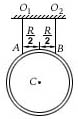 O₁ O₂
R/2 R/2
A B
C